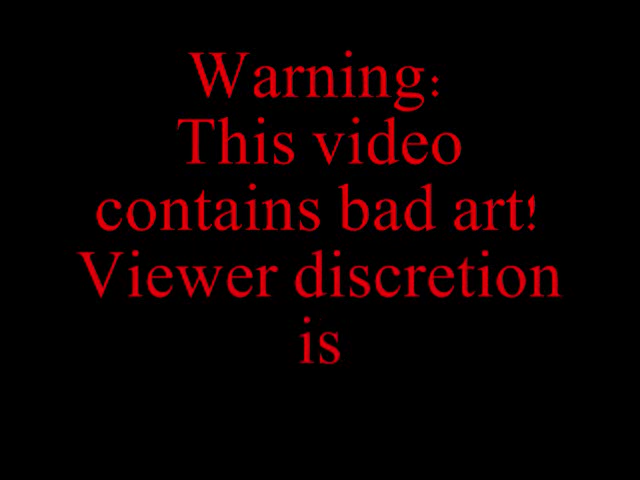 Warning:
This video
contains bad art!
Viewer discretion
is